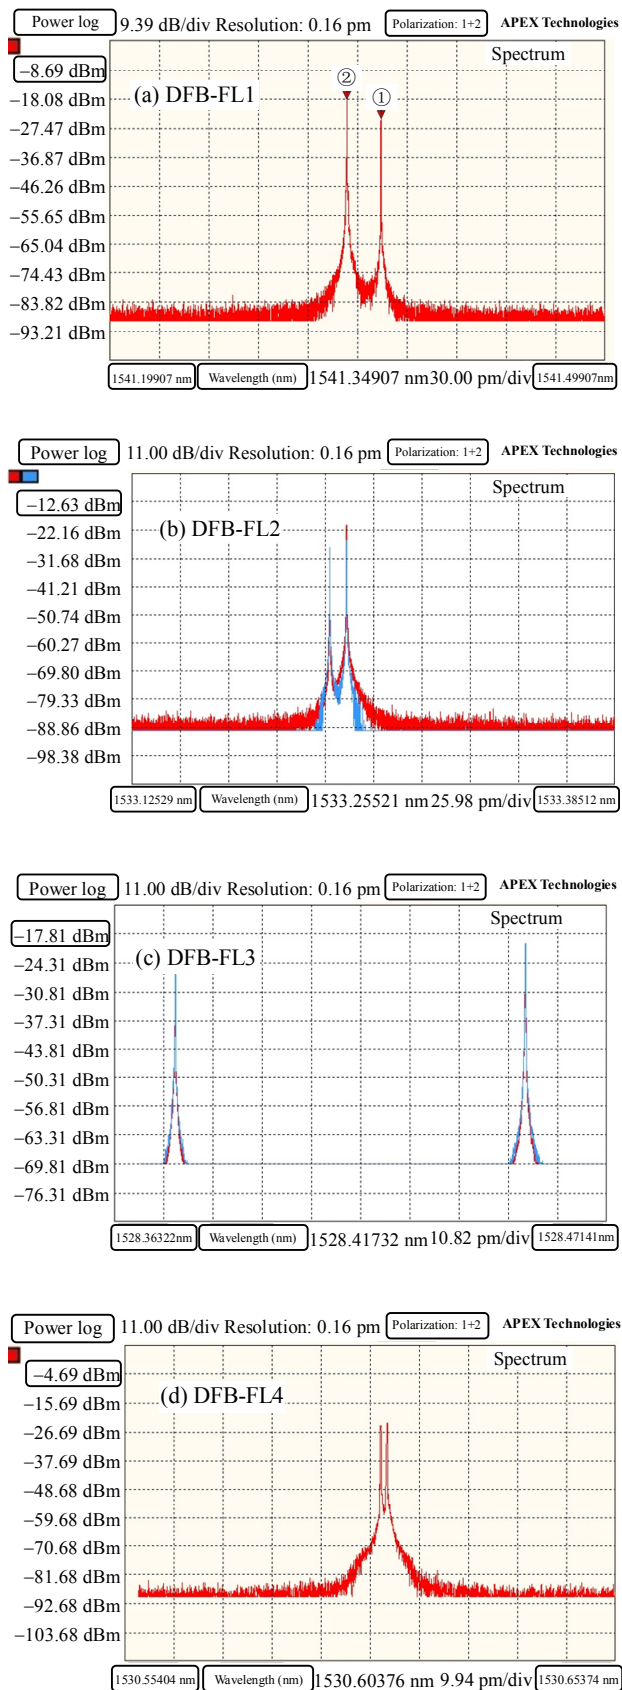 Power log 9.39 dB/div Resolution: 0.16 pm Polarization: 1+2 APEX Technologies
Spectrum
−8.69 dBm
(a) DFB-FL1
② ①
−18.08 dBm
−27.47 dBm
−36.87 dBm
−46.26 dBm
−55.65 dBm
−65.04 dBm
−74.43 dBm
−83.82 dBm
−93.21 dBm
1541.19907 nm Wavelength (nm) 1541.34907 nm 30.00 pm/div 1541.49907nm
Power log 11.00 dB/div Resolution: 0.16 pm Polarization: 1+2 APEX Technologies
Spectrum
−12.63 dBm
(b) DFB-FL2
−22.16 dBm
−31.68 dBm
−41.21 dBm
−50.74 dBm
−60.27 dBm
−69.80 dBm
−79.33 dBm
−88.86 dBm
−98.38 dBm
1533.12529 nm Wavelength (nm) 1533.25521 nm 25.98 pm/div 1533.38512 nm
Power log 11.00 dB/div Resolution: 0.16 pm Polarization: 1+2 APEX Technologies
Spectrum
−17.81 dBm
(c) DFB-FL3
−24.31 dBm
−30.81 dBm
−37.31 dBm
−43.81 dBm
−50.31 dBm
−56.81 dBm
−63.31 dBm
−69.81 dBm
−76.31 dBm
1528.36322nm Wavelength (nm) 1528.41732 nm 10.82 pm/div 1528.47141nm
Power log 11.00 dB/div Resolution: 0.16 pm Polarization: 1+2 APEX Technologies
Spectrum
−4.69 dBm
(d) DFB-FL4
−15.69 dBm
−26.69 dBm
−37.69 dBm
−48.68 dBm
−59.68 dBm
−70.68 dBm
−81.68 dBm
−92.68 dBm
−103.68 dBm
1530.55404 nm Wavelength (nm) 1530.60376 nm 9.94 pm/div 1530.65374 nm